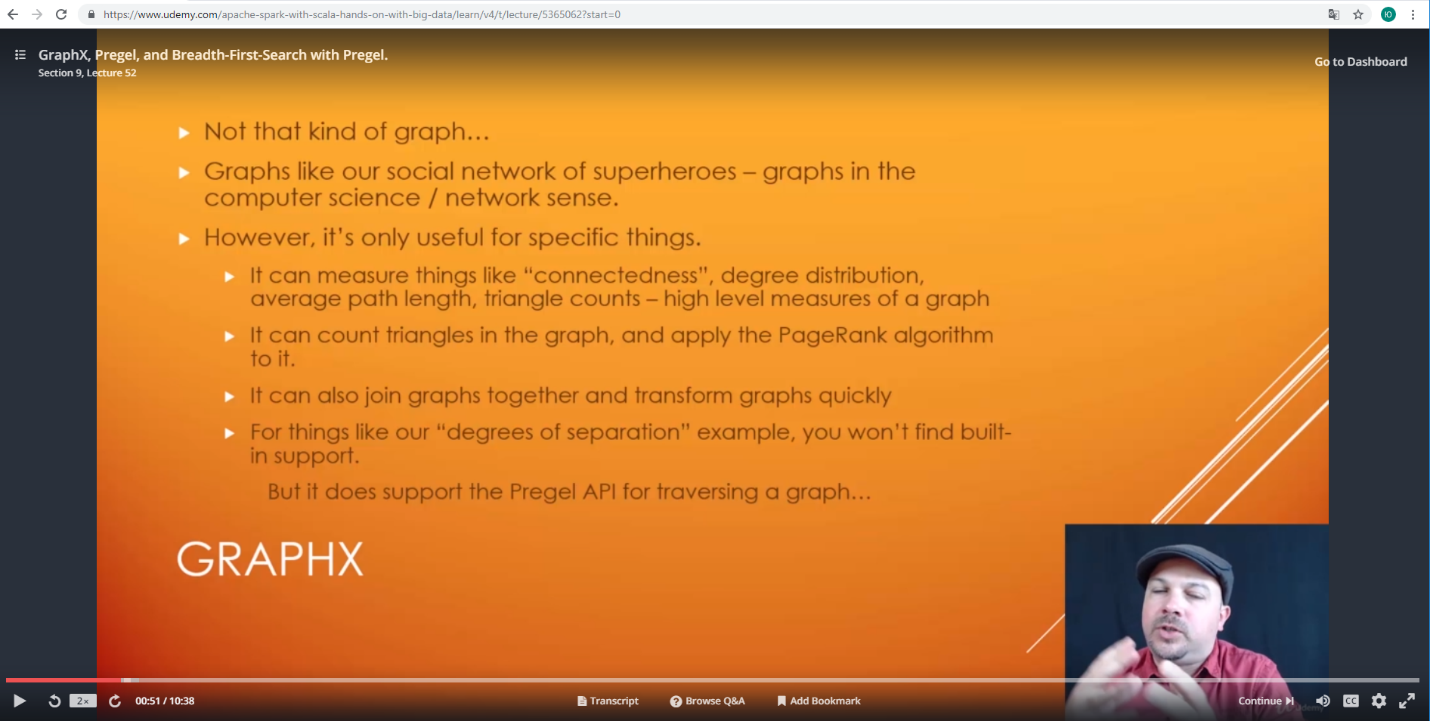 https://www.udemy.com/apache-spark-with-scala-hands-on-with-big-data/learn/v4/t/lecture/5365062?start=0
GraphX, Pregel, and Breadth-First-Search with Pregel.
Section 9, Lecture 52
Go to Dashboard
Not that kind of graph…
Graphs like our social network of superheroes – graphs in the
computer science / network sense.
However, it's only useful for specific things.
It can measure things like “connectedness”, degree distribution,
average path length, triangle counts – high level measures of a graph
It can count triangles in the graph, and apply the PageRank algorithm
to it.
It can also join graphs together and transform graphs quickly
For things like our “degrees of separation” example, you won't find built-
in support.
But it does support the Pregel API for traversing a graph…
GRAPHX
2×
00:51 / 10:38
Transcript
Browse Q&A
Add Bookmark
Continue
CC